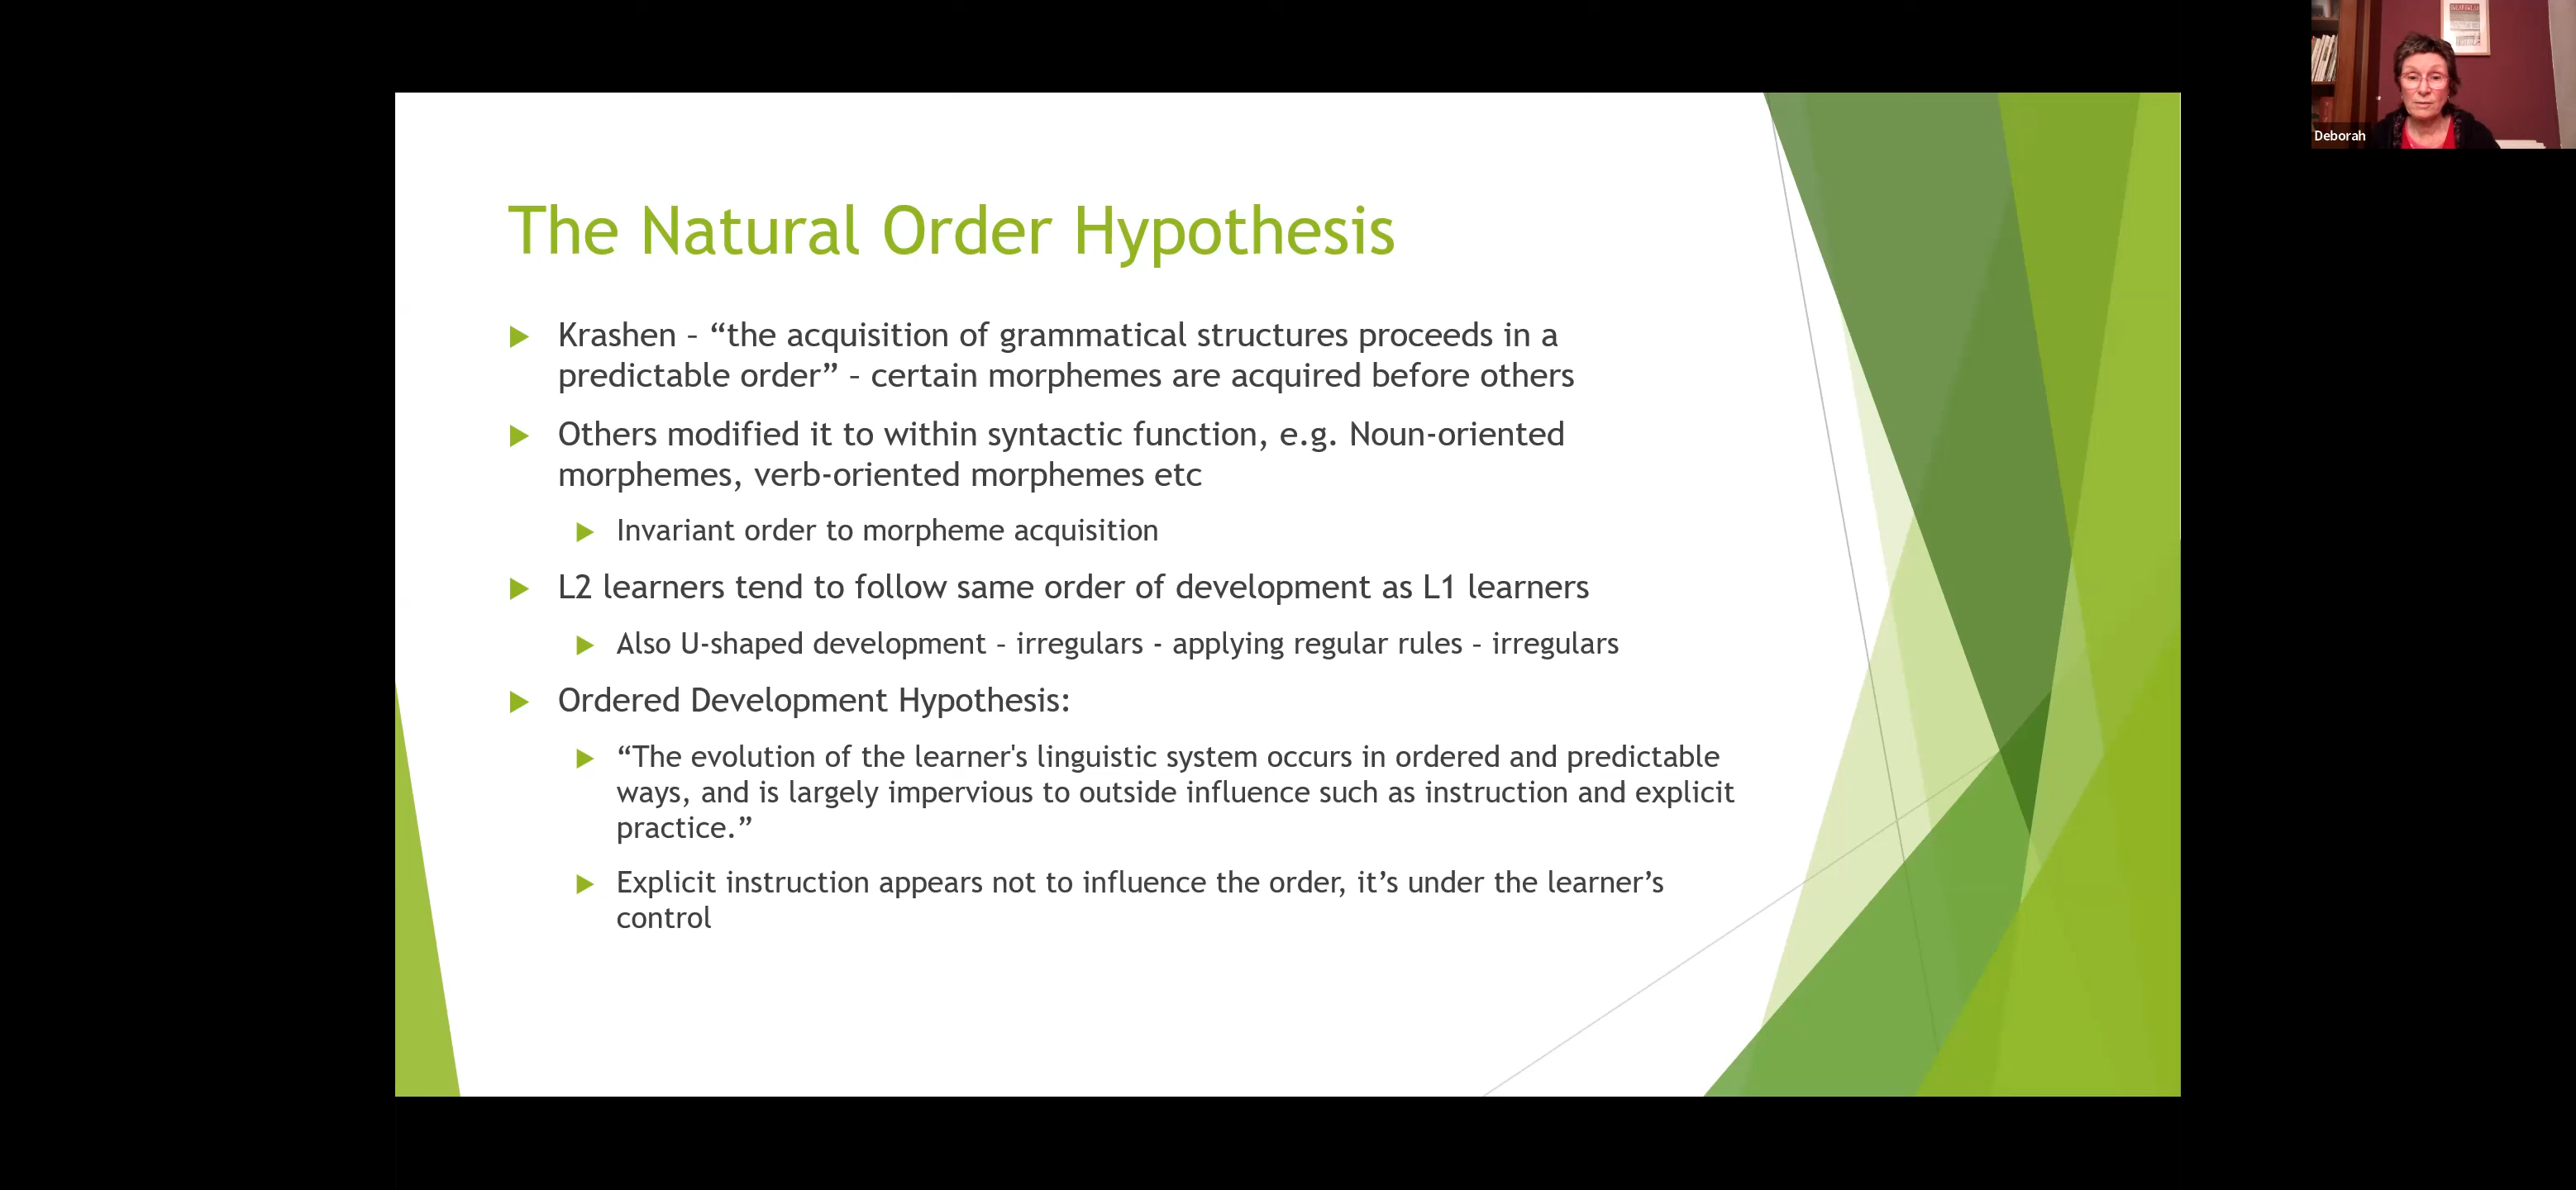 The Natural Order Hypothesis
Krashen – “the acquisition of grammatical structures proceeds in a
predictable order” – certain morphemes are acquired before others
Others modified it to within syntactic function, e.g. Noun-oriented
morphemes, verb-oriented morphemes etc
Invariant order to morpheme acquisition
L2 learners tend to follow same order of development as L1 learners
Also U-shaped development – irregulars - applying regular rules – irregulars
Ordered Development Hypothesis:
“The evolution of the learner's linguistic system occurs in ordered and predictable
ways, and is largely impervious to outside influence such as instruction and explicit
practice.”
Explicit instruction appears not to influence the order, it’s under the learner’s
control
Deborah